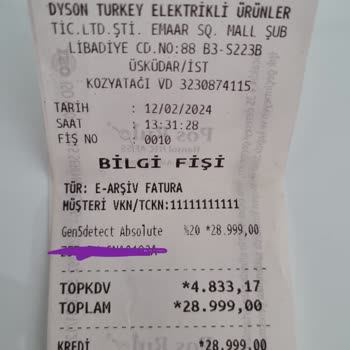 DYSON TURKEY ELEKTRİKLİ ÜRÜNLER
TİC.LTD.ŞTİ. EMAAR SQ. MALL ŞUB
LİBADİYE CD.NO:88 B3-S223B
ÜSKÜDAR/İST
KOZYATAĞI VD 3230874115
TARİH : 12/02/2024
SAAT : 13:31:28
FİŞ NO : 0010
BİLGİ FİŞİ
TÜR: E-ARŞİV FATURA
MÜŞTERİ VKN/TCKN:11111111111
Gen5detect Absolute %20 *28.999,00
TOPKDV *4.833,17
TOPLAM *28.999,00
KREDİ *28.999,00